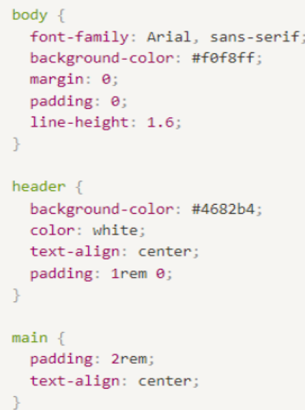 body {
  font-family: Arial, sans-serif;
  background-color: #f0f8ff;
  margin: 0;
  padding: 0;
  line-height: 1.6;
}

header {
  background-color: #4682b4;
  color: white;
  text-align: center;
  padding: 1rem 0;
}

main {
  padding: 2rem;
  text-align: center;
}